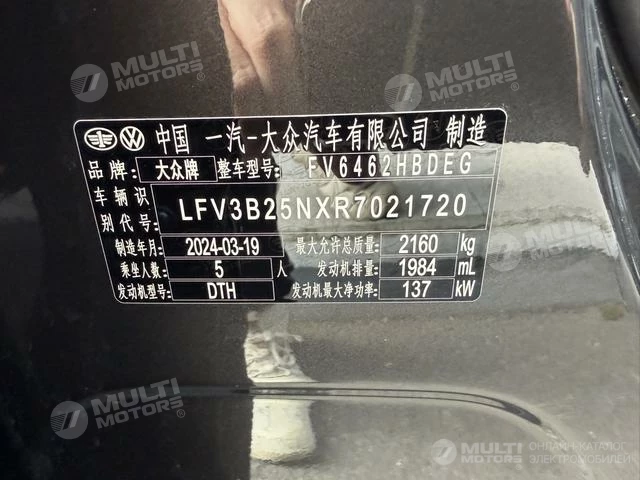 MULTI MOTORS
MULTI MOTORS
中国 一汽-大众汽车有限公司 制造
品牌: 大众牌 整车型号: FV6462HBDEG
车辆识别代号: LFV3B25NXR7021720
制造年月: 2024-03-19 最大允许总质量: 2160 kg
乘坐人数: 5 人 发动机排量: 1984 mL
发动机型号: DTH 发动机最大净功率: 137 kW
MULTI MOTORS
MULTI MOTORS ОНЛАЙН-КАТАЛОГ ЭЛЕКТРОМОБИЛЕЙ